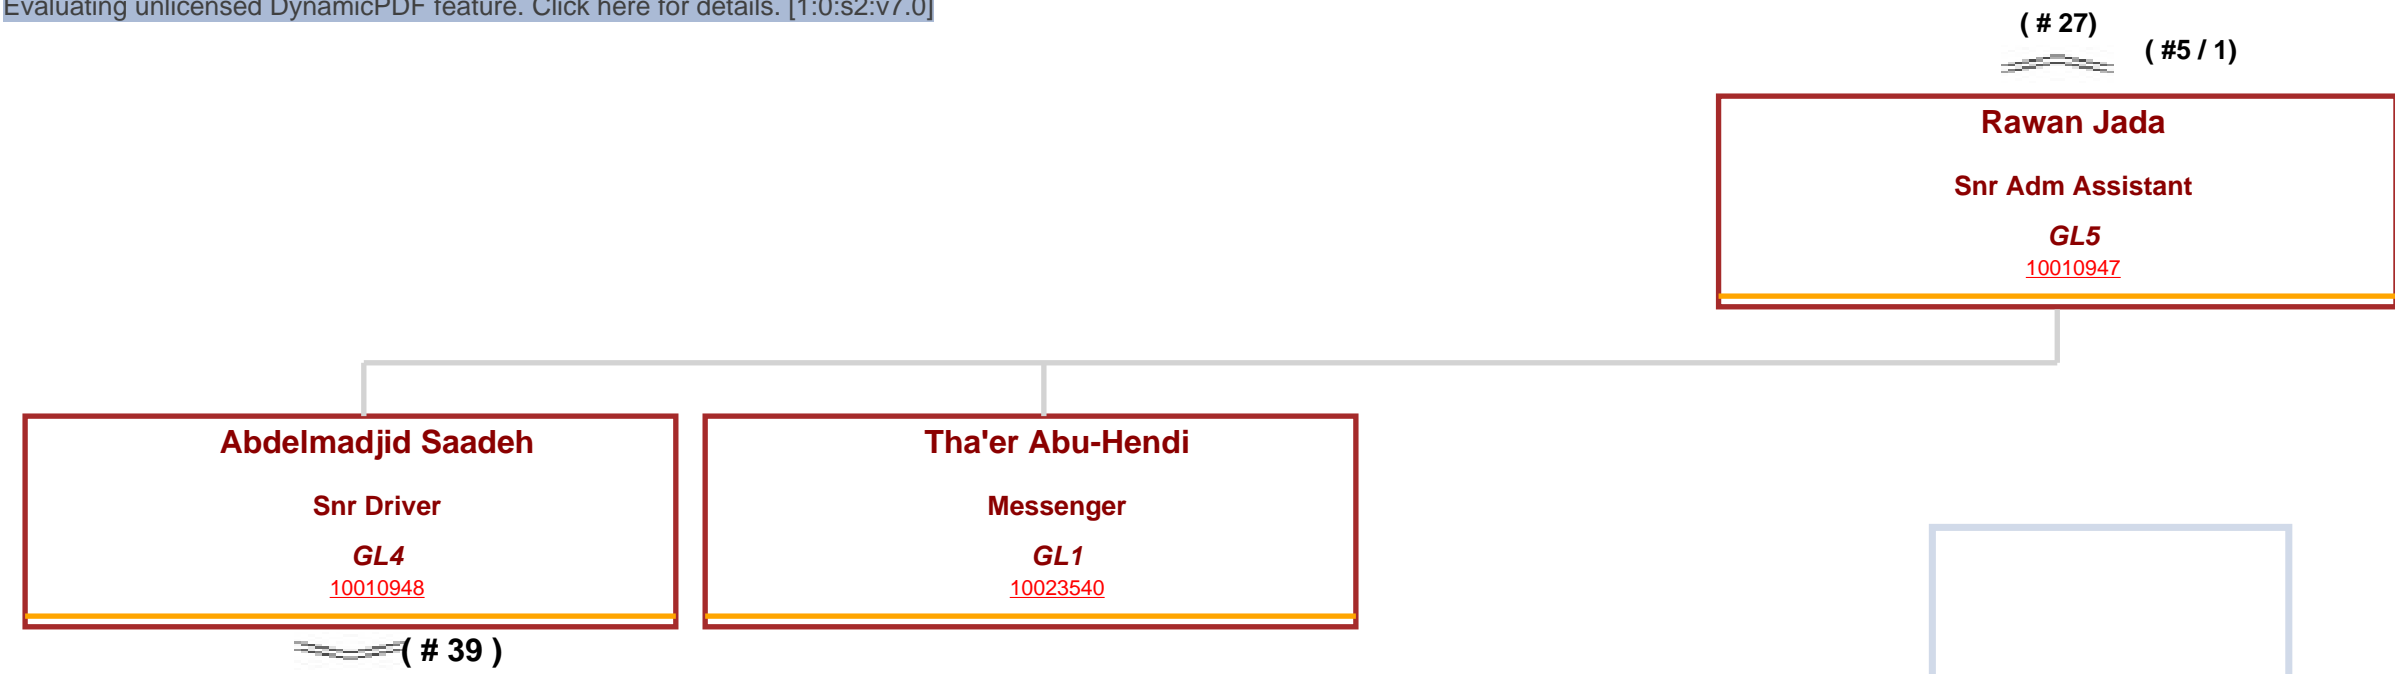 Evaluating unlicensed DynamicPDF feature. Click here for details. [1:0:s2:v7.0]
( # 27)
( #5 / 1)
Rawan Jada
Snr Adm Assistant
GL5
10010947
Abdelmadjid Saadeh
Snr Driver
GL4
10010948
( # 39 )
Tha'er Abu-Hendi
Messenger
GL1
10023540